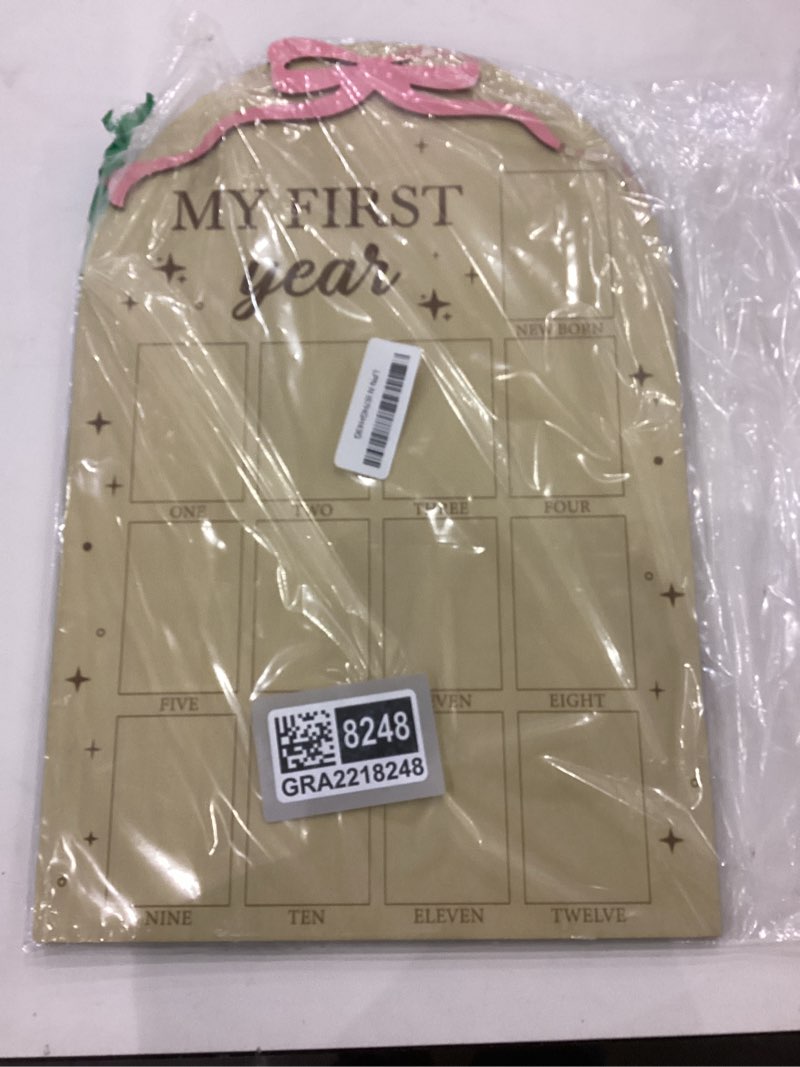 MY FIRST
year
NEW BORN
ONE TWO THREE FOUR
FIVE EIGHT
8248
GRA2218248
NINE TEN ELEVEN TWELVE